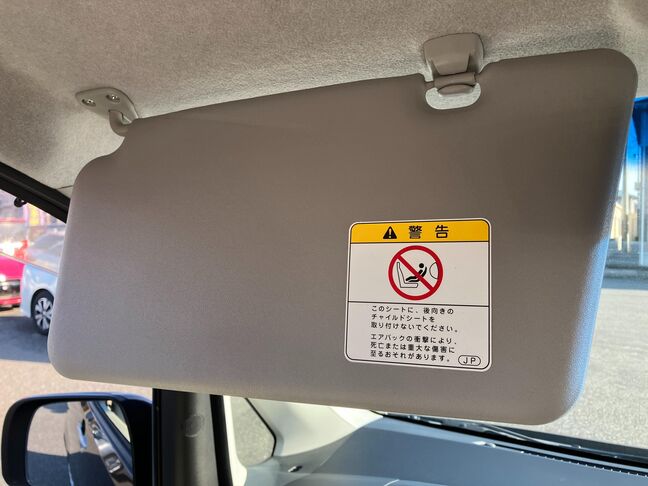 警告
このシートに、後向きの
チャイルドシートを
取り付けないでください。
エアバックの衝撃により、
死亡または重大な傷害に
至るおそれがあります。
JP